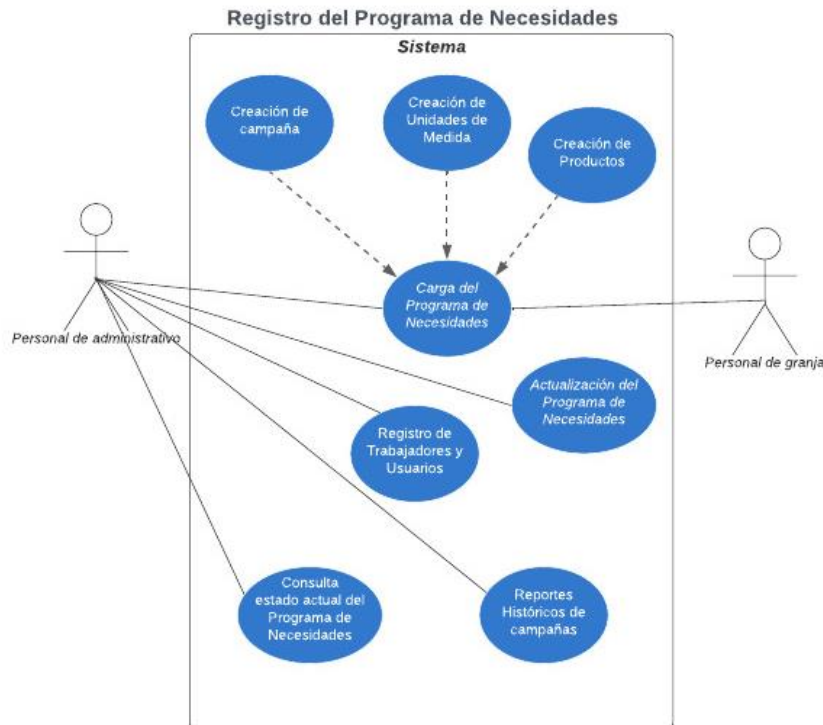 Registro del Programa de Necesidades
Sistema
Creación de
campaña
Creación de
Unidades de
Medida
Creación de
Productos
Carga del
Programa de
Necesidades
Personal de administrativo
Personal de granja
Actualización del
Programa de
Necesidades
Registro de
Trabajadores y
Usuarios
Consulta
estado actual del
Programa de
Necesidades
Reportes
Históricos de
campañas